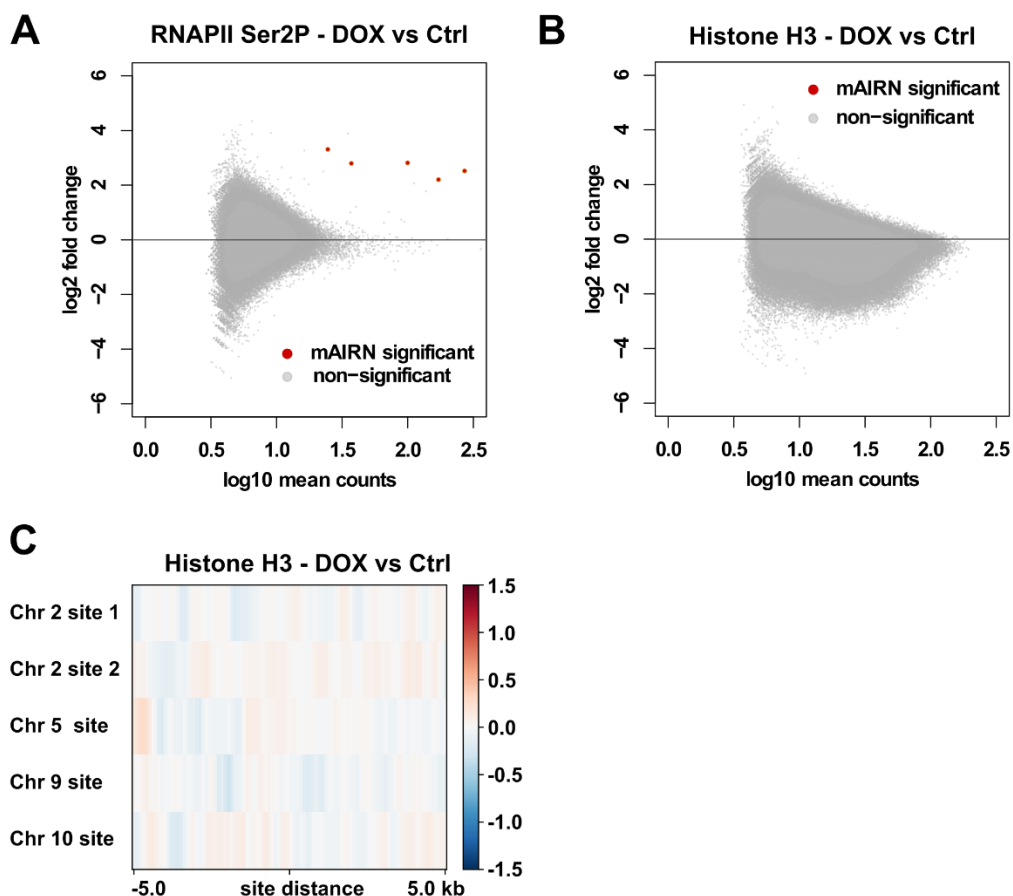 A
RNAPII Ser2P - DOX vs Ctrl
log2 fold change
6
4
2
0
−2
−4
−6
mAIRN significant
non−significant
0.0 0.5 1.0 1.5 2.0 2.5
log10 mean counts
B
Histone H3 - DOX vs Ctrl
log2 fold change
6
4
2
0
−2
−4
−6
mAIRN significant
non−significant
0.0 0.5 1.0 1.5 2.0 2.5
log10 mean counts
C
Histone H3 - DOX vs Ctrl
Chr 2 site 1
Chr 2 site 2
Chr 5 site
Chr 9 site
Chr 10 site
-5.0 site distance 5.0 kb
1.5
1.0
0.5
0.0
-0.5
-1.0
-1.5